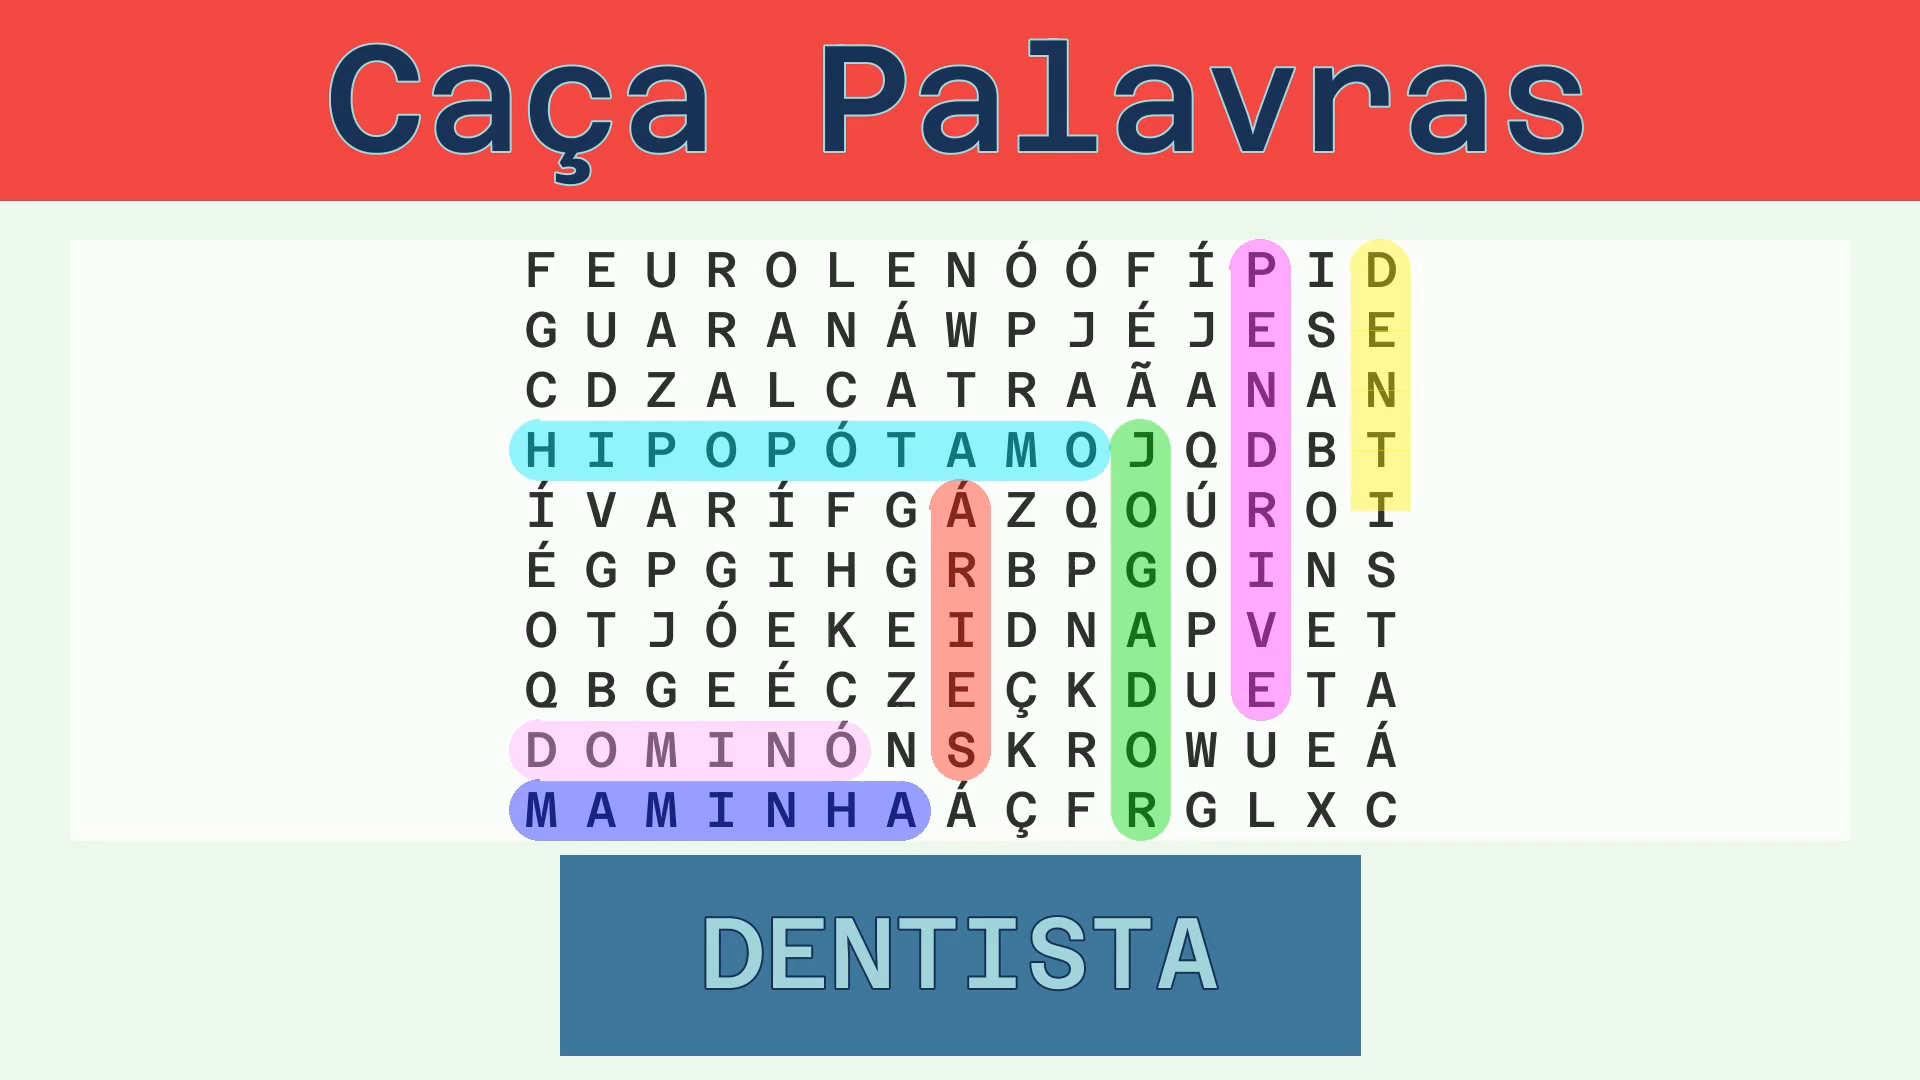 Caça Palavras
F E U R O L E N Ó Ó F Í P I D
G U A R A N Á W P J É J E S E
C D Z A L C A T R A Ã A N A N
H I P O P Ó T A M O J Q D B T
Í V A R Í F G Á Z Q O Ú R O I
É G P G I H G R B P G O I N S
O T J Ó E K E I D N A P V E T
Q B G E É C Z E Ç K D U E T A
D O M I N Ó N S K R O W U E Á
M A M I N H A Á Ç F R G L X C
DENTISTA